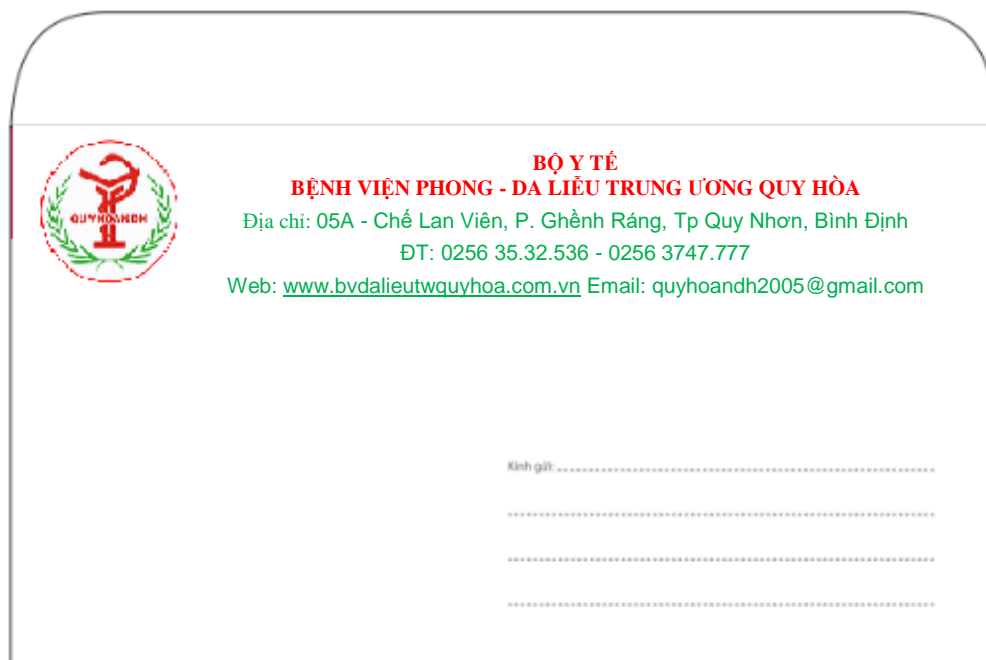 BỘ Y TẾ
BỆNH VIỆN PHONG - DA LIỄU TRUNG ƯƠNG QUY HÒA
Địa chỉ: 05A - Chế Lan Viên, P. Ghềnh Ráng, Tp Quy Nhơn, Bình Định
ĐT: 0256 35.32.536 - 0256 3747.777
Web: www.bvdalieutwquyhoa.com.vn Email: quyhoandh2005@gmail.com
QUYHOANDH
Kính gửi: